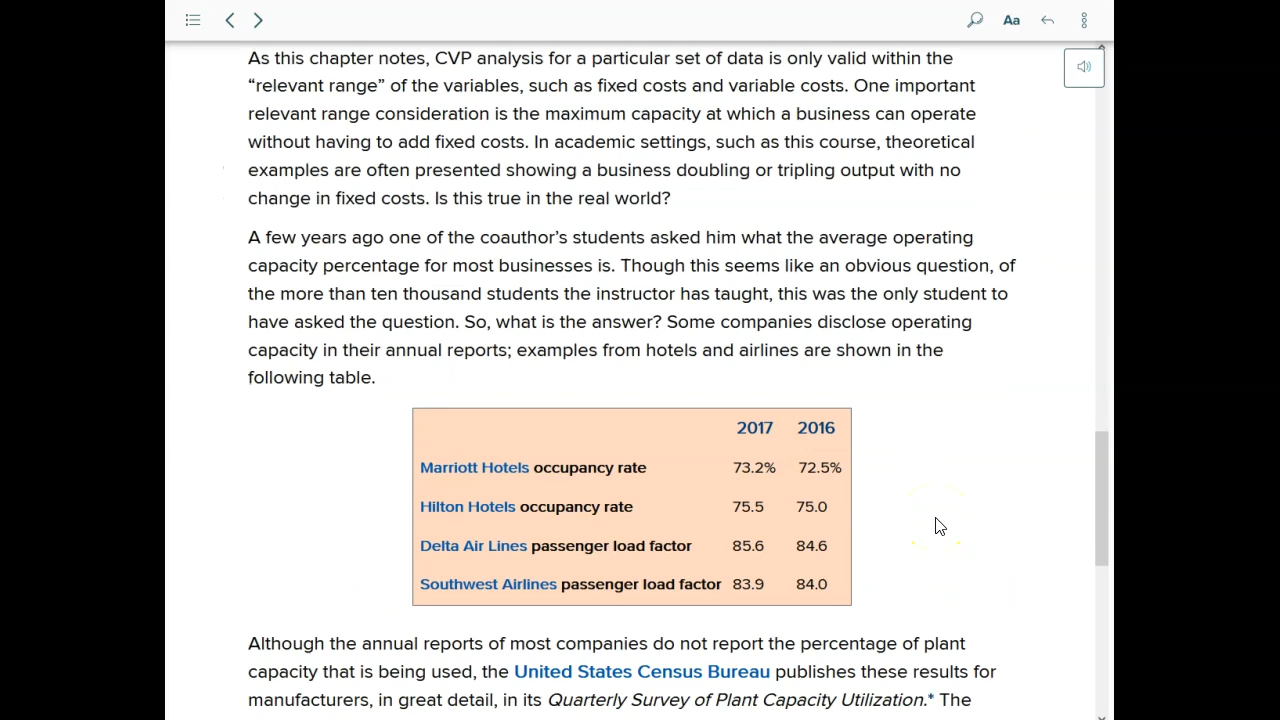 Aa
As this chapter notes, CVP analysis for a particular set of data is only valid within the
“relevant range” of the variables, such as fixed costs and variable costs. One important
relevant range consideration is the maximum capacity at which a business can operate
without having to add fixed costs. In academic settings, such as this course, theoretical
examples are often presented showing a business doubling or tripling output with no
change in fixed costs. Is this true in the real world?
A few years ago one of the coauthor’s students asked him what the average operating
capacity percentage for most businesses is. Though this seems like an obvious question, of
the more than ten thousand students the instructor has taught, this was the only student to
have asked the question. So, what is the answer? Some companies disclose operating
capacity in their annual reports; examples from hotels and airlines are shown in the
following table.
2017 2016
Marriott Hotels occupancy rate 73.2% 72.5%
Hilton Hotels occupancy rate 75.5 75.0
Delta Air Lines passenger load factor 85.6 84.6
Southwest Airlines passenger load factor 83.9 84.0
Although the annual reports of most companies do not report the percentage of plant
capacity that is being used, the United States Census Bureau publishes these results for
manufacturers, in great detail, in its Quarterly Survey of Plant Capacity Utilization.* The